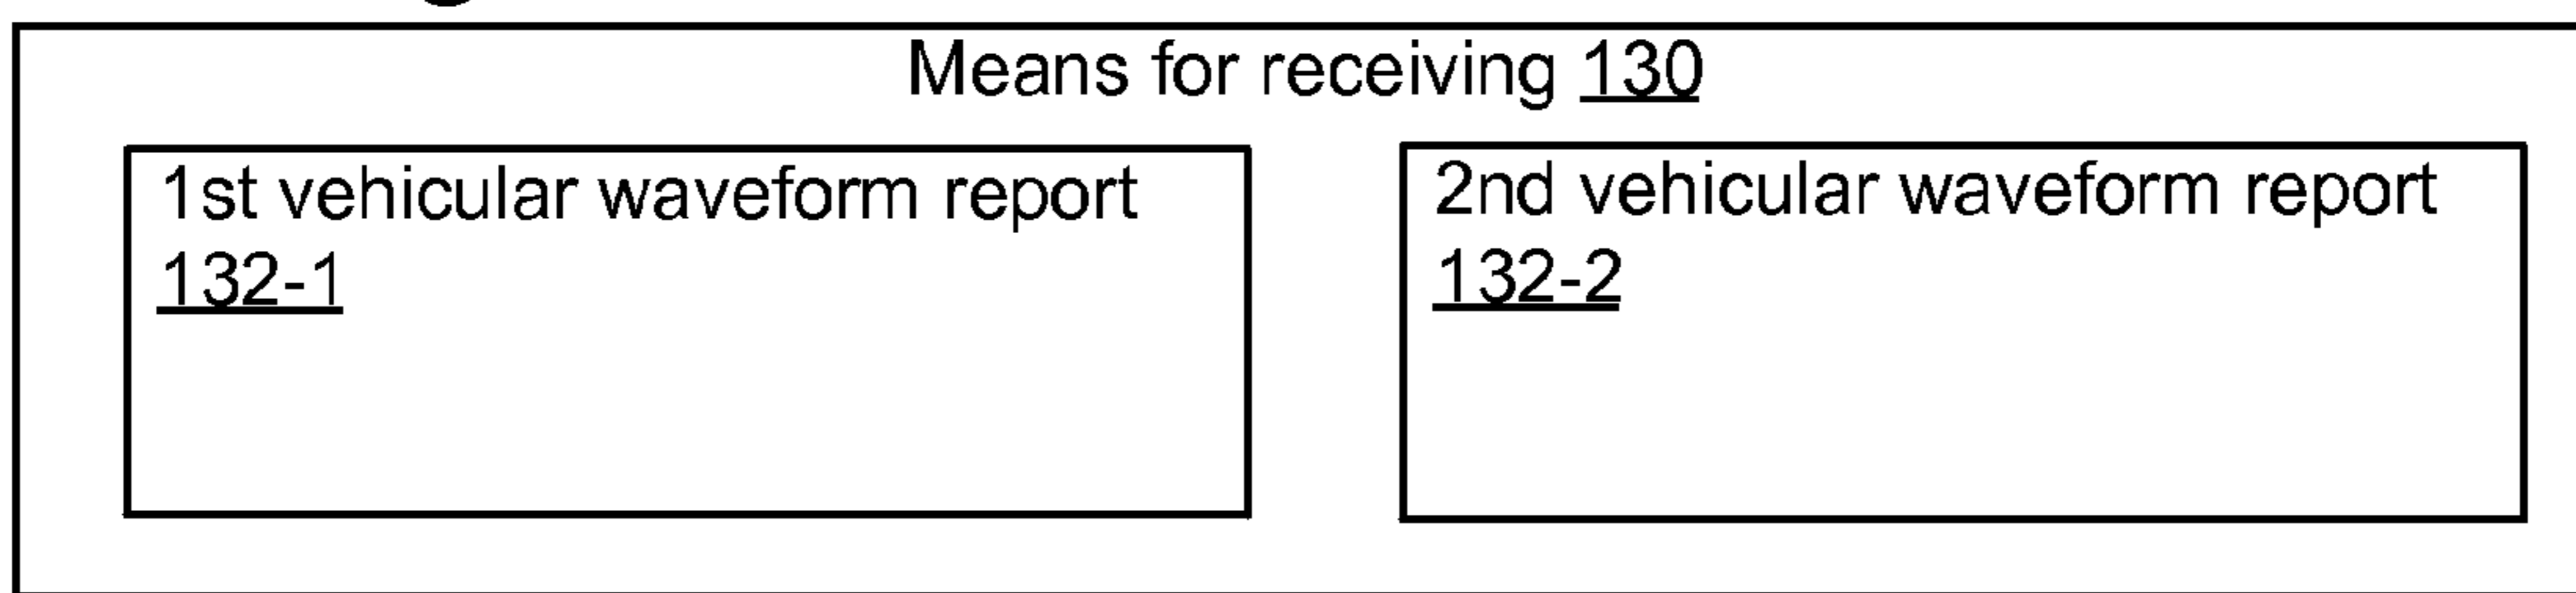 Means for receiving 130
1st vehicular waveform report
132-1
2nd vehicular waveform report
132-2